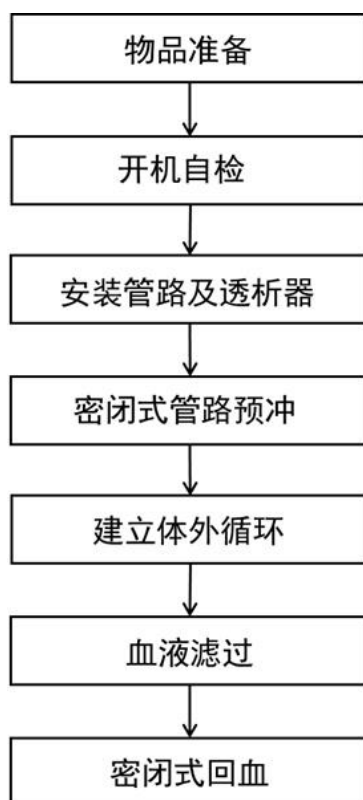 物品准备
开机自检
安装管路及透析器
密闭式管路预冲
建立体外循环
血液滤过
密闭式回血